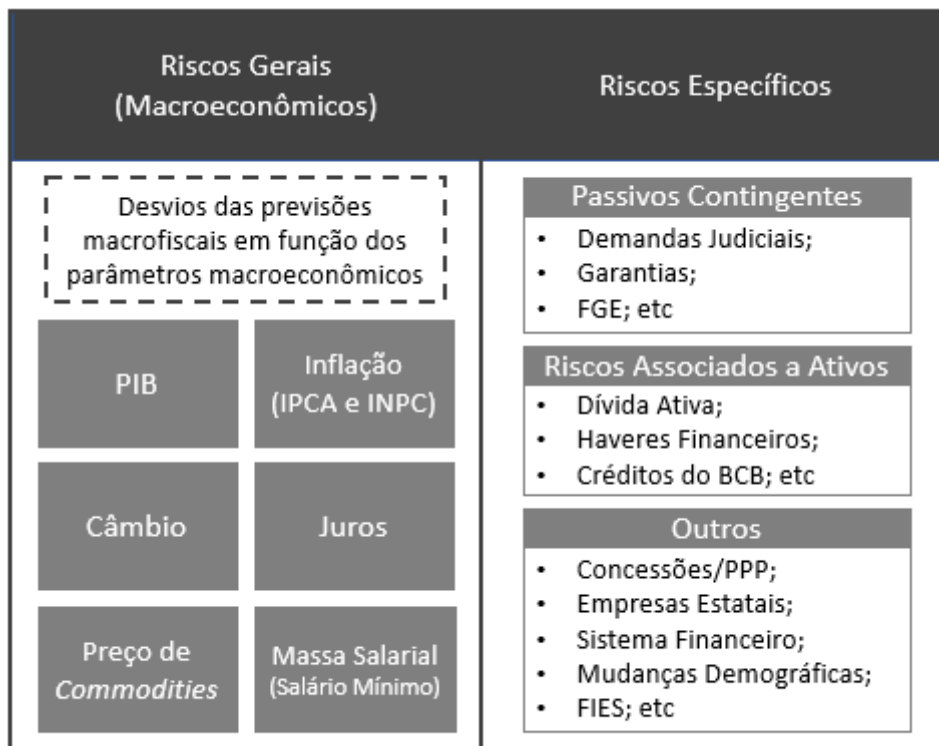 Riscos Gerais
(Macroeconômicos)
Riscos Específicos
Desvios das previsões
macrofiscais em função dos
parâmetros macroeconômicos
PIB
Inflação
(IPCA e INPC)
Câmbio
Juros
Preço de
Commodities
Massa Salarial
(Salário Mínimo)
Passivos Contingentes
• Demandas Judiciais;
• Garantias;
• FGE; etc
Riscos Associados a Ativos
• Dívida Ativa;
• Haveres Financeiros;
• Créditos do BCB; etc
Outros
• Concessões/PPP;
• Empresas Estatais;
• Sistema Financeiro;
• Mudanças Demográficas;
• FIES; etc